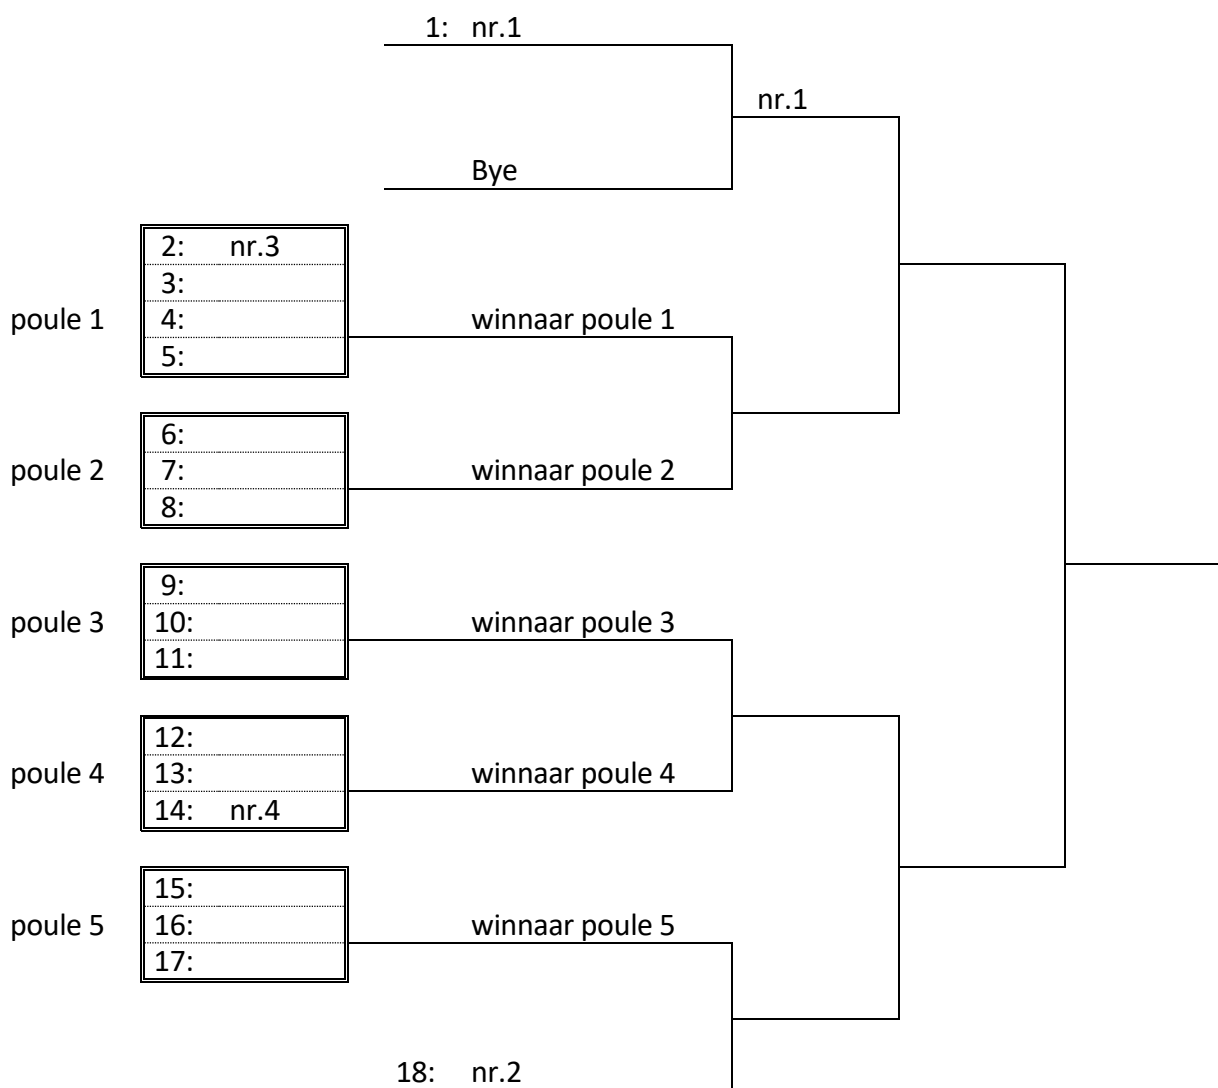 1: nr.1
nr.1
Bye
2: nr.3
3:
poule 1 4: winnaar poule 1
5:
6:
poule 2 7: winnaar poule 2
8:
9:
poule 3 10: winnaar poule 3
11:
12:
poule 4 13: winnaar poule 4
14: nr.4
15:
poule 5 16: winnaar poule 5
17:
18: nr.2